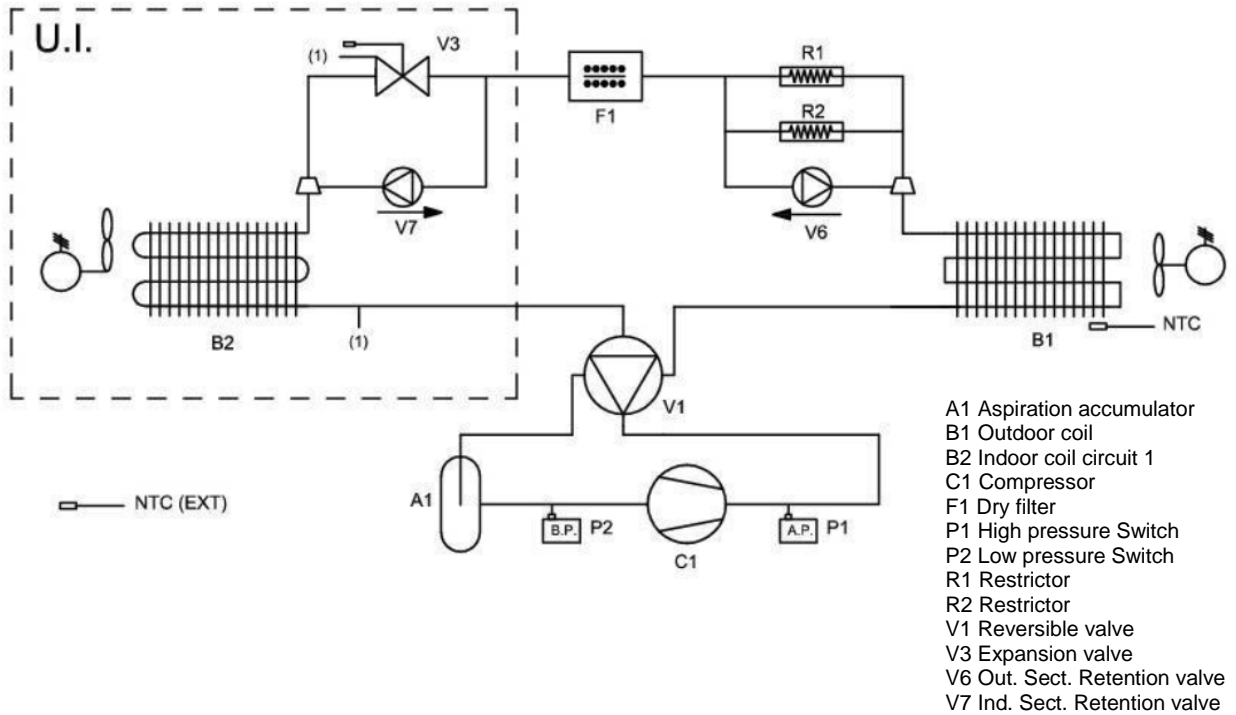 U.I.
V3
(1)
R1
R2
F1
V7
V6
B2
(1)
B1
NTC
V1
NTC (EXT)
A1
B.P.
P2
A.P.
P1
C1
A1 Aspiration accumulator
B1 Outdoor coil
B2 Indoor coil circuit 1
C1 Compressor
F1 Dry filter
P1 High pressure Switch
P2 Low pressure Switch
R1 Restrictor
R2 Restrictor
V1 Reversible valve
V3 Expansion valve
V6 Out. Sect. Retention valve
V7 Ind. Sect. Retention valve